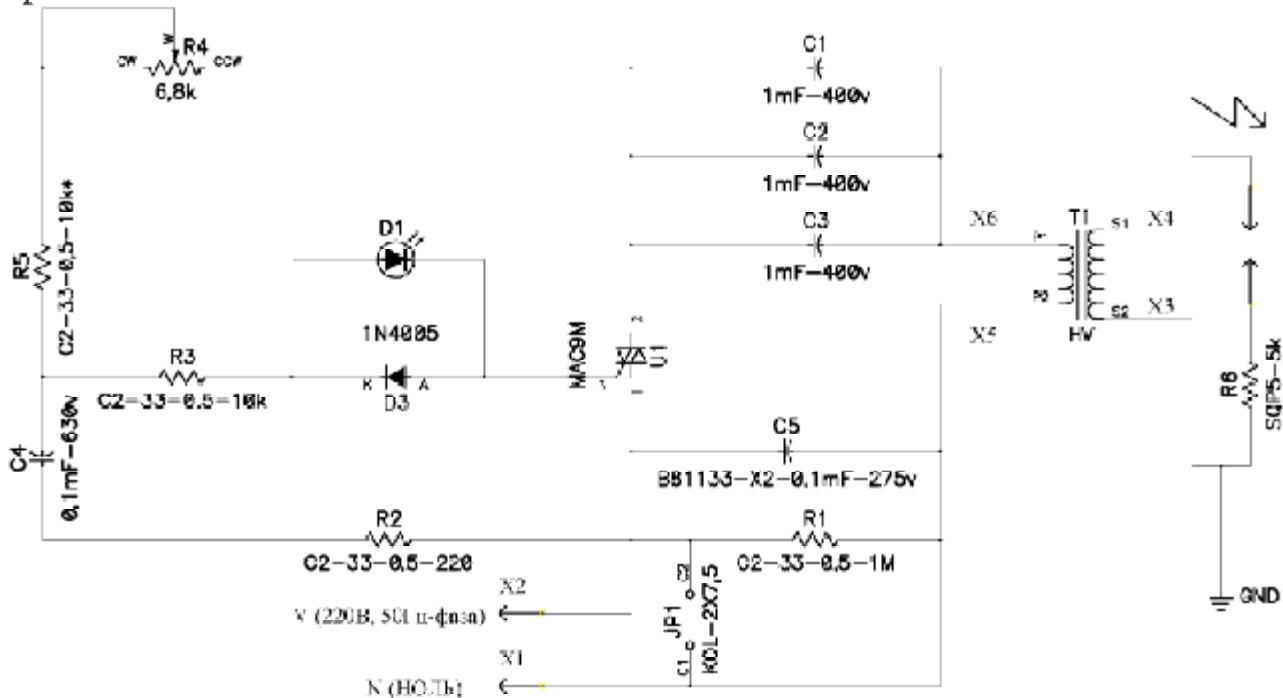 R4
CW W CCW
6,8k
C1
1mF-400v
C2
1mF-400v
C3
1mF-400v
R5
C2-33-0,5-10k*
D1
1N4005
K A
D3
R3
C2-33-0,5-10k
MAC9M
U1
2
3
1
X6
X5
T1
HV
S1
S2
X4
X3
R6
SQP5-5k
GND
C4
0,1mF-630v
C5
B81133-X2-0,1mF-275v
R2
C2-33-0,5-220
R1
C2-33-0,5-1M
X2
V (220В, 50Гц-фаза)
X1
N (НОЛЬ)
JP1
KOL-2X7,5
C2
C1